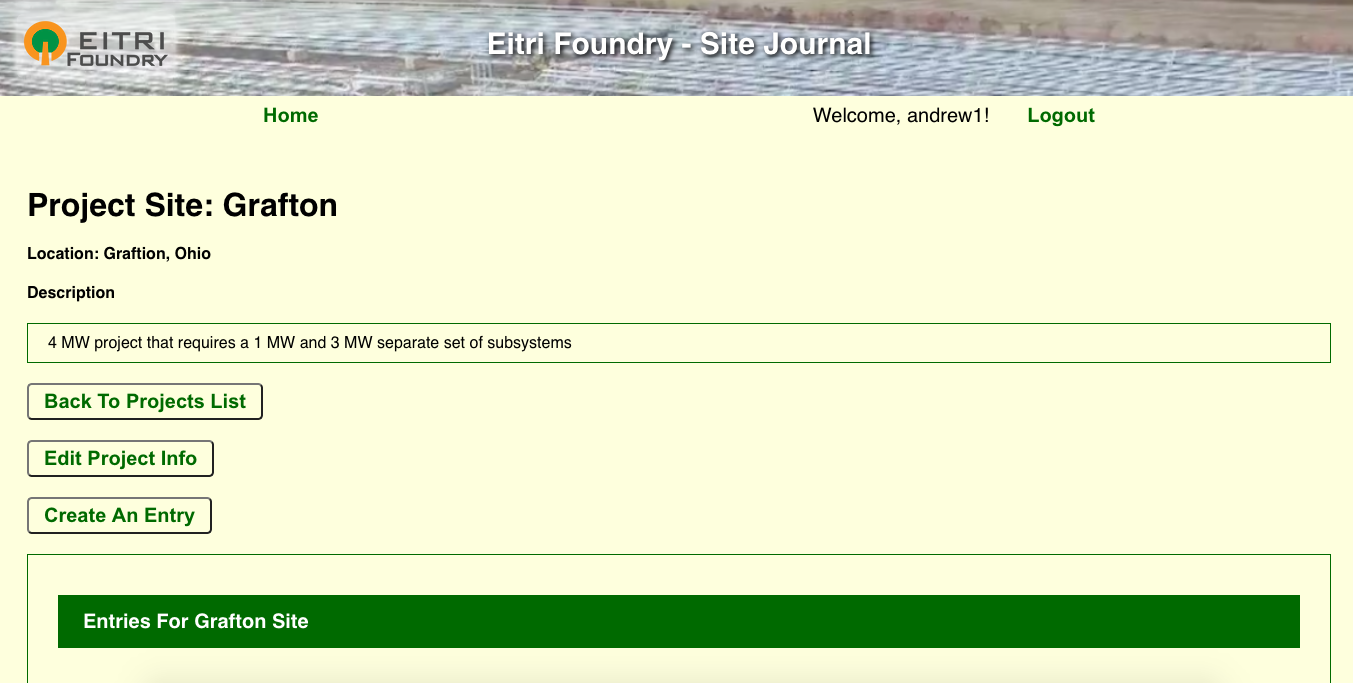 EITRI
FOUNDRY
Eitri Foundry - Site Journal
Home
Welcome, andrew1!
Logout
Project Site: Grafton
Location: Graftion, Ohio
Description
4 MW project that requires a 1 MW and 3 MW separate set of subsystems
Back To Projects List
Edit Project Info
Create An Entry
Entries For Grafton Site